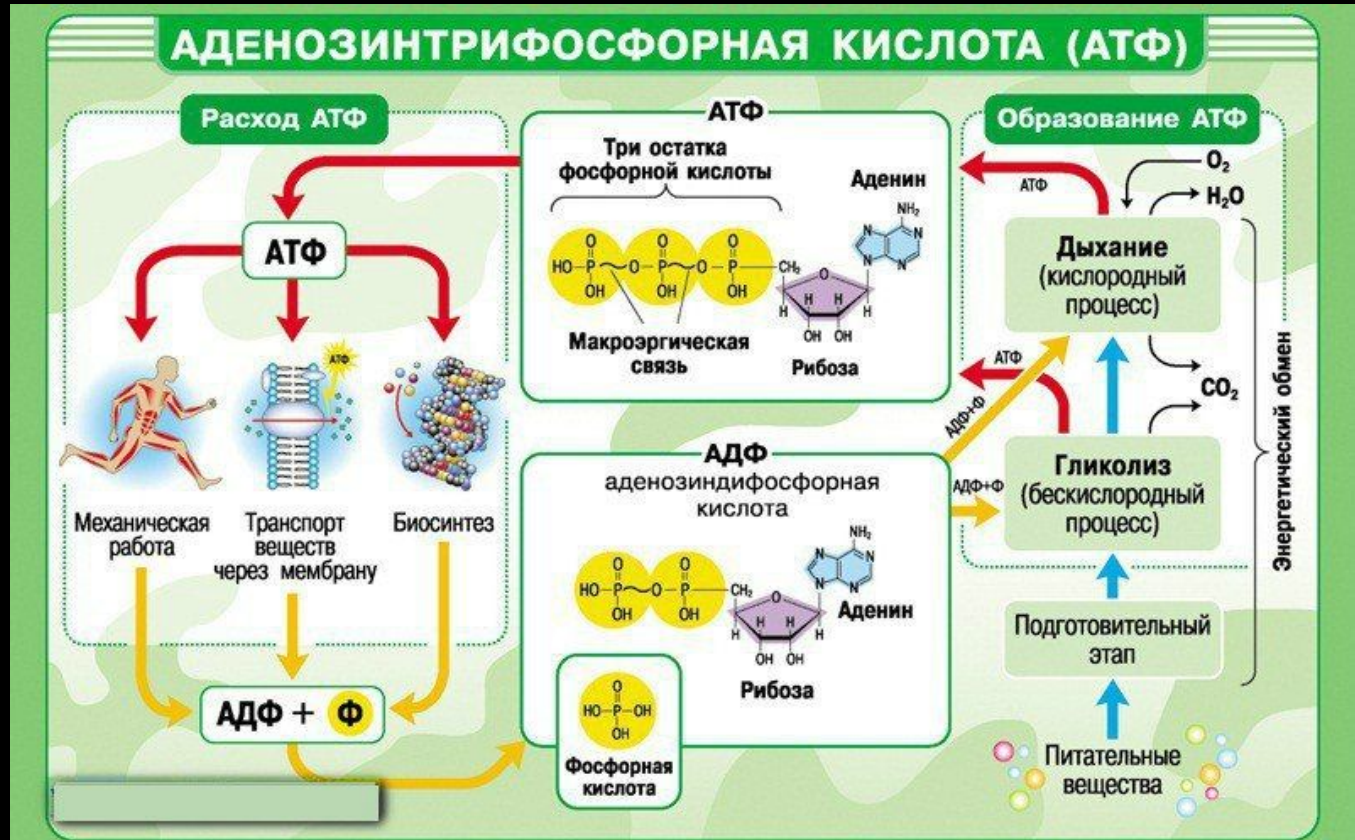 АДЕНОЗИНТРИФОСФОРНАЯ КИСЛОТА (АТФ)
Расход АТФ
АТФ
Механическая
работа
Транспорт
веществ
через мембрану
АТФ
Биосинтез
АДФ + Ф
АТФ
Три остатка
фосфорной кислоты
Аденин
NH₂
N
N
N
N
O
O
O
HO–P~O–P~O–P–CH₂
OH
OH
OH
O
H
H
H
H
OH OH
Макроэргическая
связь
Рибоза
АДФ
аденозиндифосфорная
кислота
NH₂
N
N
N
N
Аденин
O
O
HO–P~O–P–CH₂
OH
OH
O
H
H
H
H
OH OH
Рибоза
O
HO–P–OH
OH
Фосфорная
кислота
Образование АТФ
O₂
H₂O
АТФ
Дыхание
(кислородный
процесс)
АТФ
CO₂
АДФ+Ф
Гликолиз
(бескислородный
процесс)
АДФ+Ф
Подготовительный
этап
Питательные
вещества
Энергетический обмен